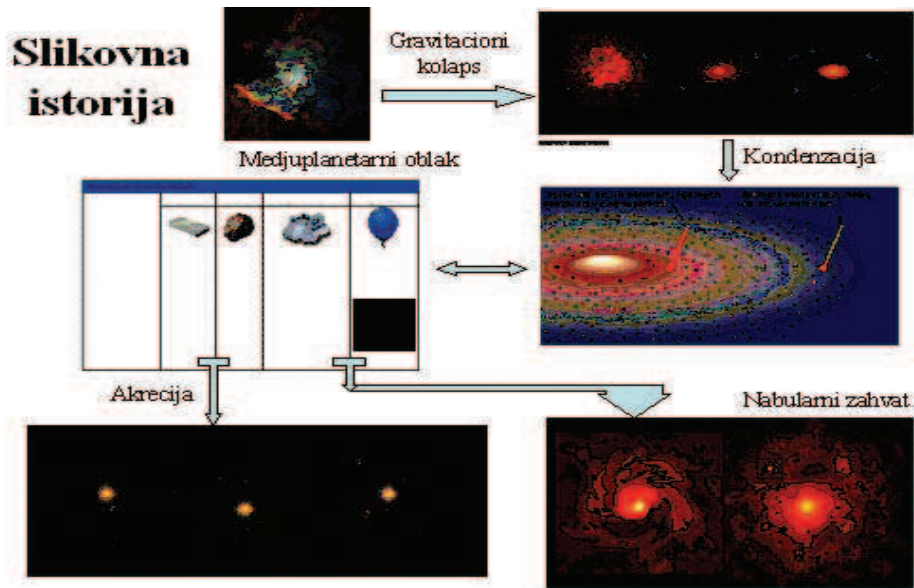 Slikovna
istorija
Gravitacioni
kolaps
Medjuplanetarni oblak
Kondenzacija
Akrecija
Nabularni zahvat